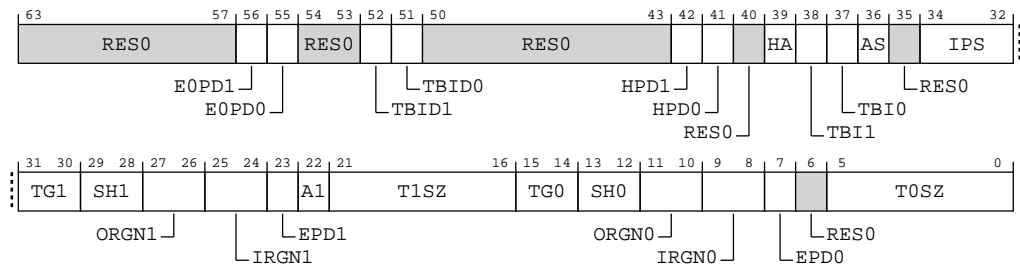 63 57 56 55 54 53 52 51 50 43 42 41 40 39 38 37 36 35 34 32
RES0 RES0 RES0 HA AS IPS
E0PD1 TBID0 HPD1 TBI0 RES0
E0PD0 TBID1 HPD0 TBI1
RES0
31 30 29 28 27 26 25 24 23 22 21 16 15 14 13 12 11 10 9 8 7 6 5 0
TG1 SH1 A1 T1SZ TG0 SH0 T0SZ
ORGN1 EPD1 ORGN0 RES0
IRGN1 IRGN0 EPD0